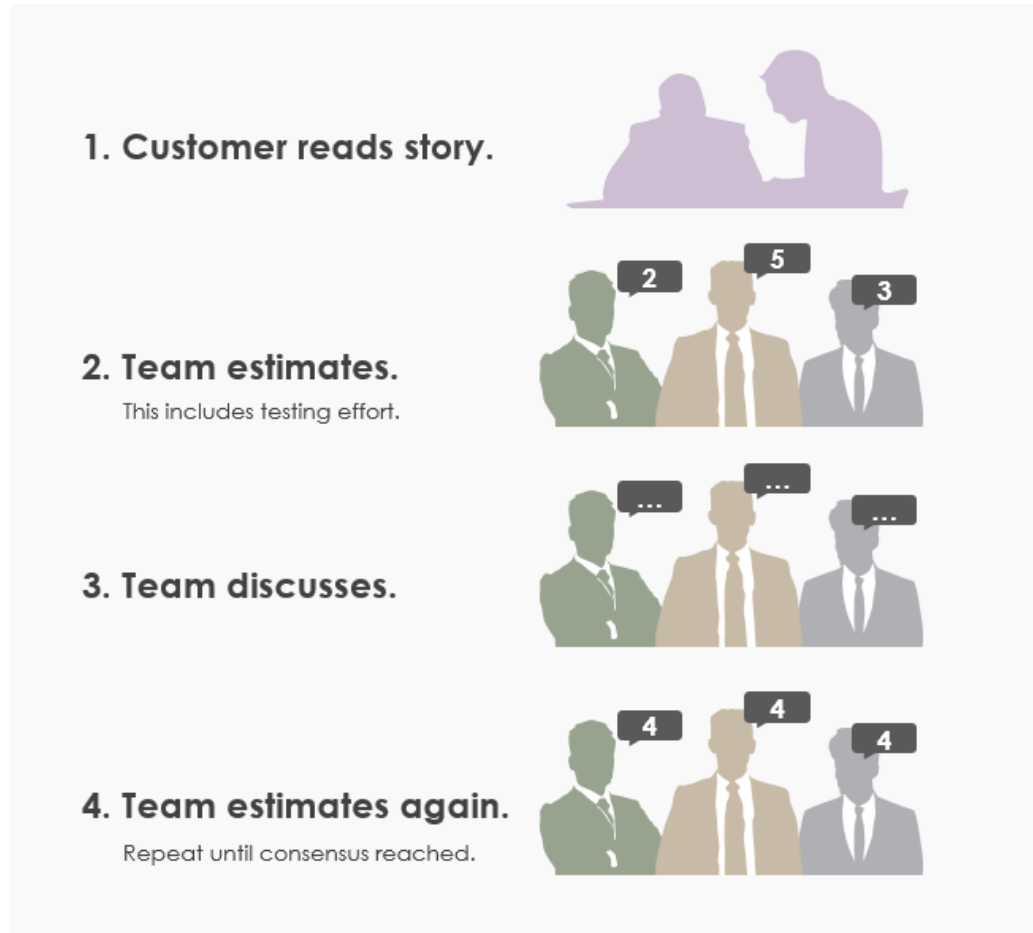 1. Customer reads story.
2 5 3
2. Team estimates.
This includes testing effort.
... ... ...
3. Team discusses.
4 4 4
4. Team estimates again.
Repeat until consensus reached.